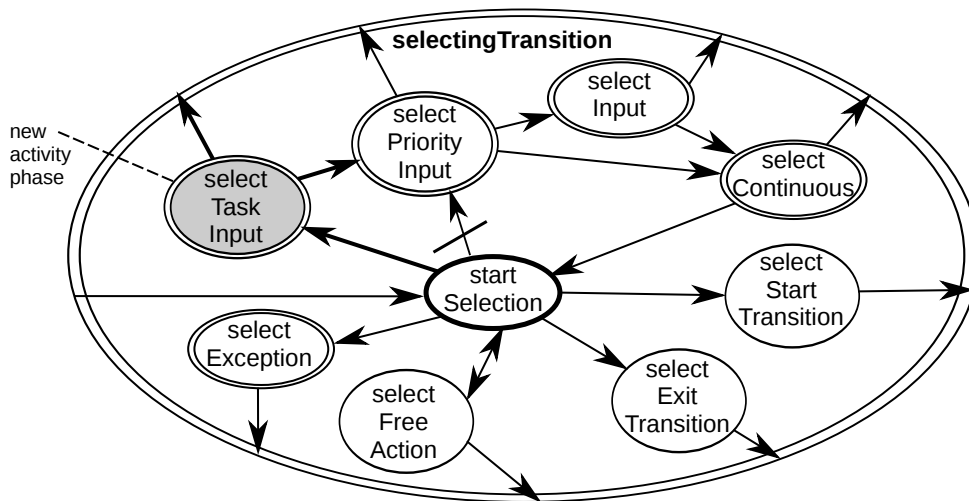 selectingTransition
select
Input
select
Priority
Input
new
activity
phase
select
Task
Input
select
Continuous
start
Selection
select
Start
Transition
select
Exception
select
Free
Action
select
Exit
Transition